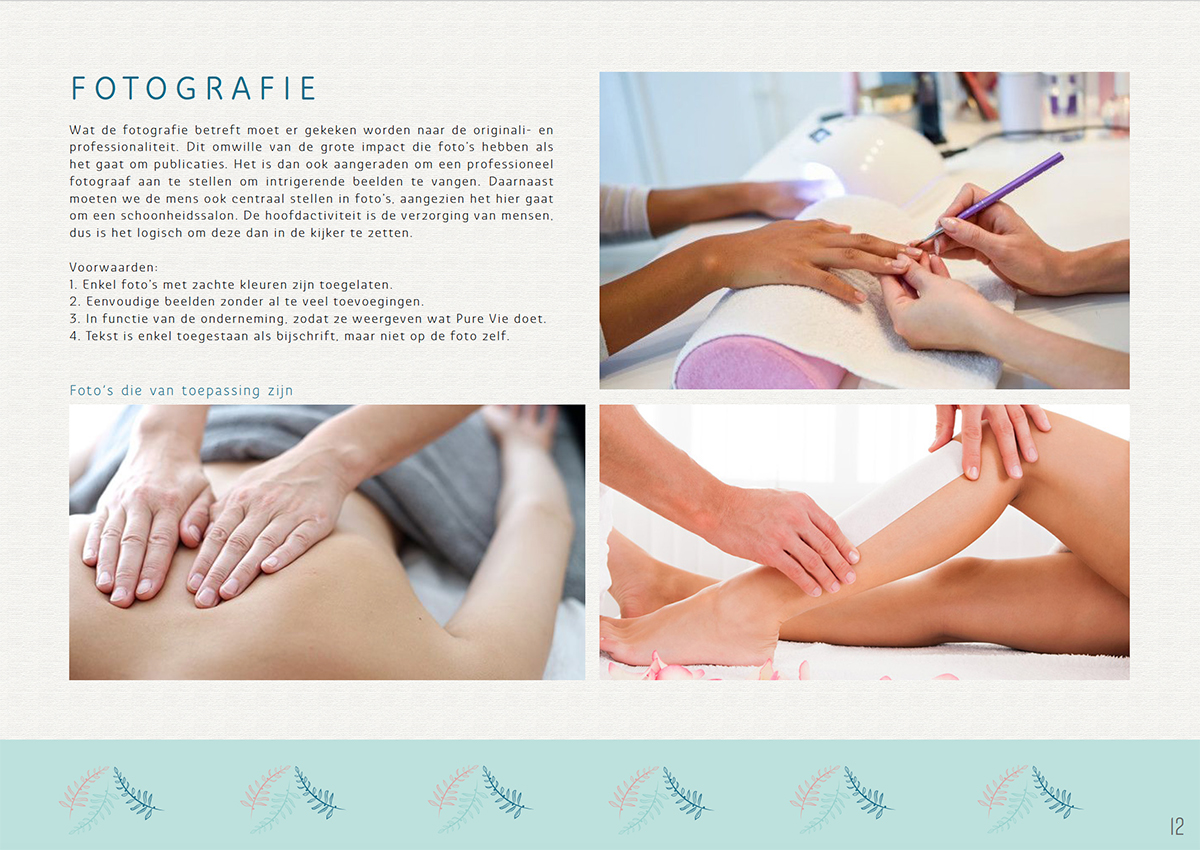 FOTOGRAFIE
Wat de fotografie betreft moet er gekeken worden naar de originali- en
professionaliteit. Dit omwille van de grote impact die foto's hebben als
het gaat om publicaties. Het is dan ook aangeraden om een professioneel
fotograaf aan te stellen om intrigerende beelden te vangen. Daarnaast
moeten we de mens ook centraal stellen in foto's, aangezien het hier gaat
om een schoonheidssalon. De hoofdactiviteit is de verzorging van mensen,
dus is het logisch om deze dan in de kijker te zetten.
Voorwaarden:
1. Enkel foto's met zachte kleuren zijn toegelaten.
2. Eenvoudige beelden zonder al te veel toevoegingen.
3. In functie van de onderneming, zodat ze weergeven wat Pure Vie doet.
4. Tekst is enkel toegestaan als bijschrift, maar niet op de foto zelf.
Foto's die van toepassing zijn
12